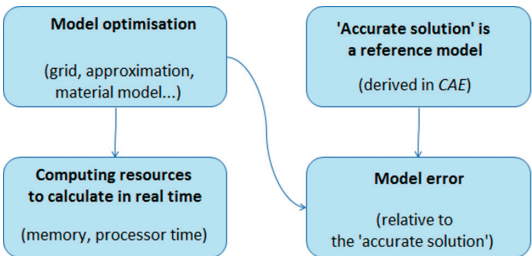 Model optimisation
(grid, approximation,
material model...)
'Accurate solution' is
a reference model
(derived in CAE)
Computing resources
to calculate in real time
(memory, processor time)
Model error
(relative to
the 'accurate solution')